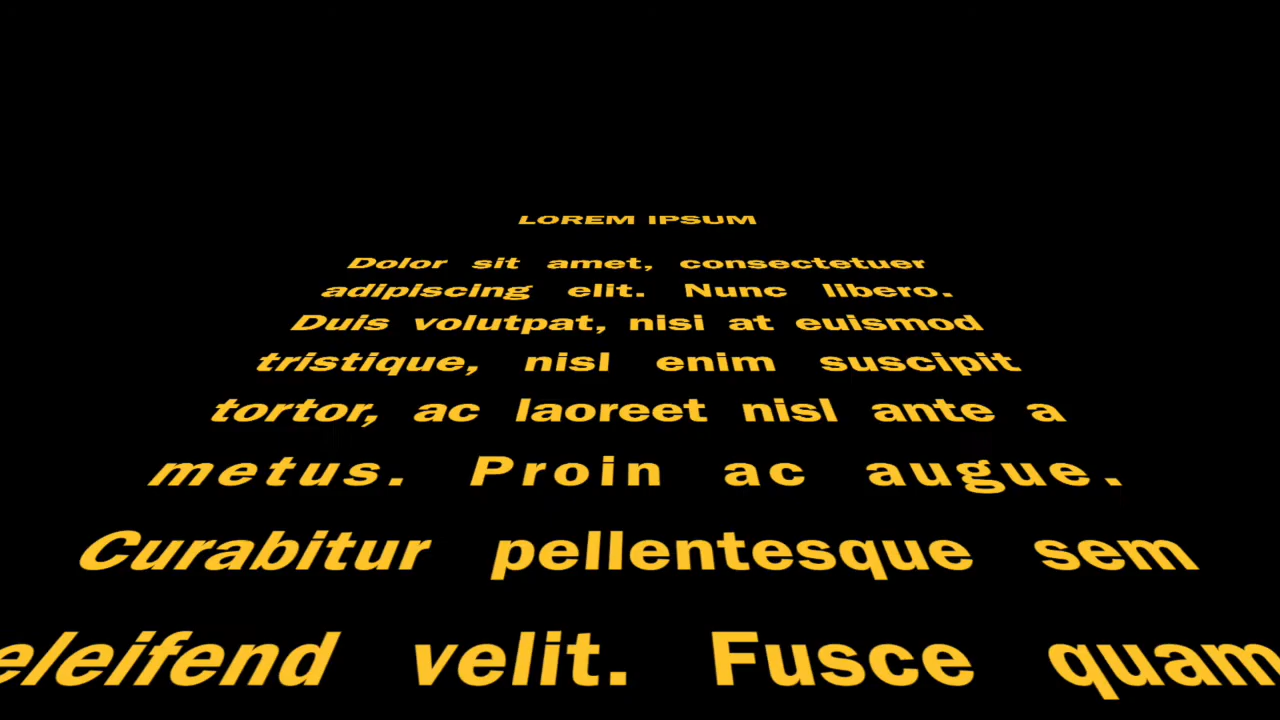 LOREM IPSUM
Dolor sit amet, consectetuer
adipiscing elit. Nunc libero.
Duis volutpat, nisi at euismod
tristique, nisl enim suscipit
tortor, ac laoreet nisl ante a
metus. Proin ac augue.
Curabitur pellentesque sem
eleifend velit. Fusce quam